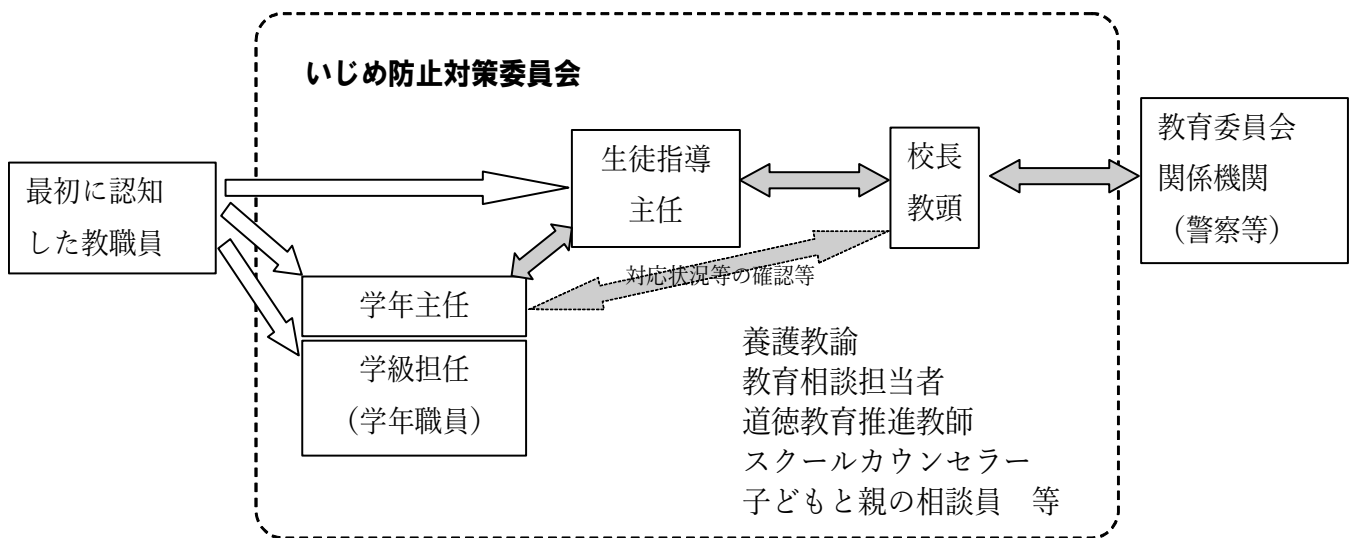 いじめ防止対策委員会
最初に認知
した教職員
生徒指導
主任
校長
教頭
教育委員会
関係機関
（警察等）
対応状況等の確認等
学年主任
学級担任
（学年職員）
養護教諭
教育相談担当者
道徳教育推進教師
スクールカウンセラー
子どもと親の相談員　等